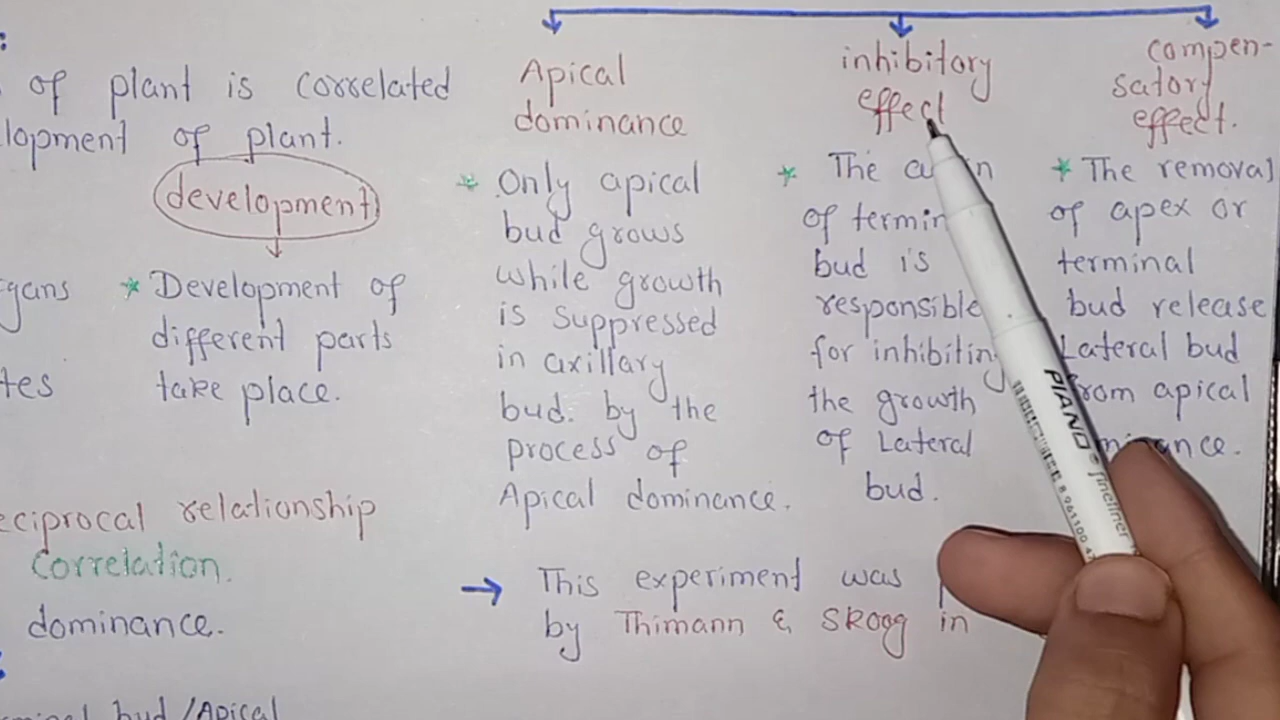 of plant is correlated
lopment of plant.
development
gans
* Development of
different parts
tes
take place.
eciprocal relationship
Correlation.
dominance.
bud /Apical
Apical
dominance
* Only apical
bud grows
while growth
is suppressed
in axillary
bud. by the
process of
Apical dominance.
inhibitory
effect
* The
of termin
bud is
responsible
for inhibiting
the growth
of Lateral
bud.
compen-
satory
effect.
* The removal
of apex or
terminal
bud release
Lateral bud
from apical
minance.
→ This experiment was
by Thimann & Skoog in
PIANO
fineliner